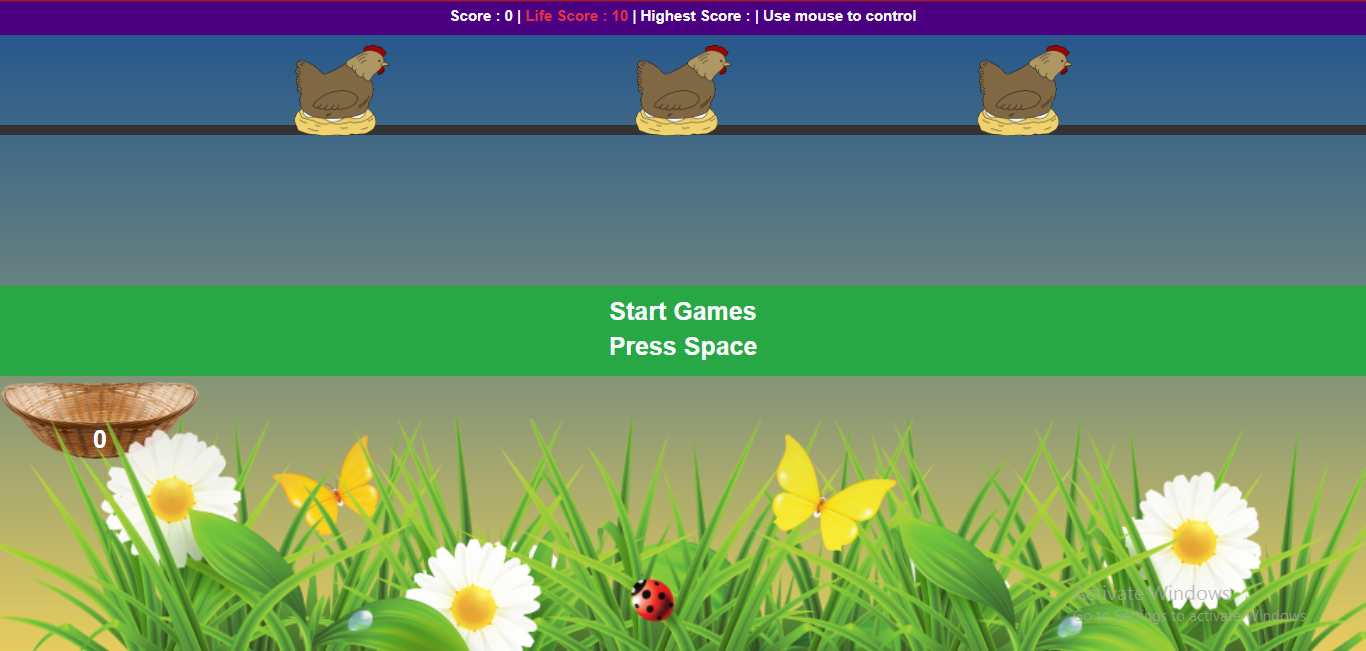 Score : 0 | Life Score : 10 | Highest Score : | Use mouse to control
Start Games
Press Space
0
Activate Windows
Go to Settings to activate Windows